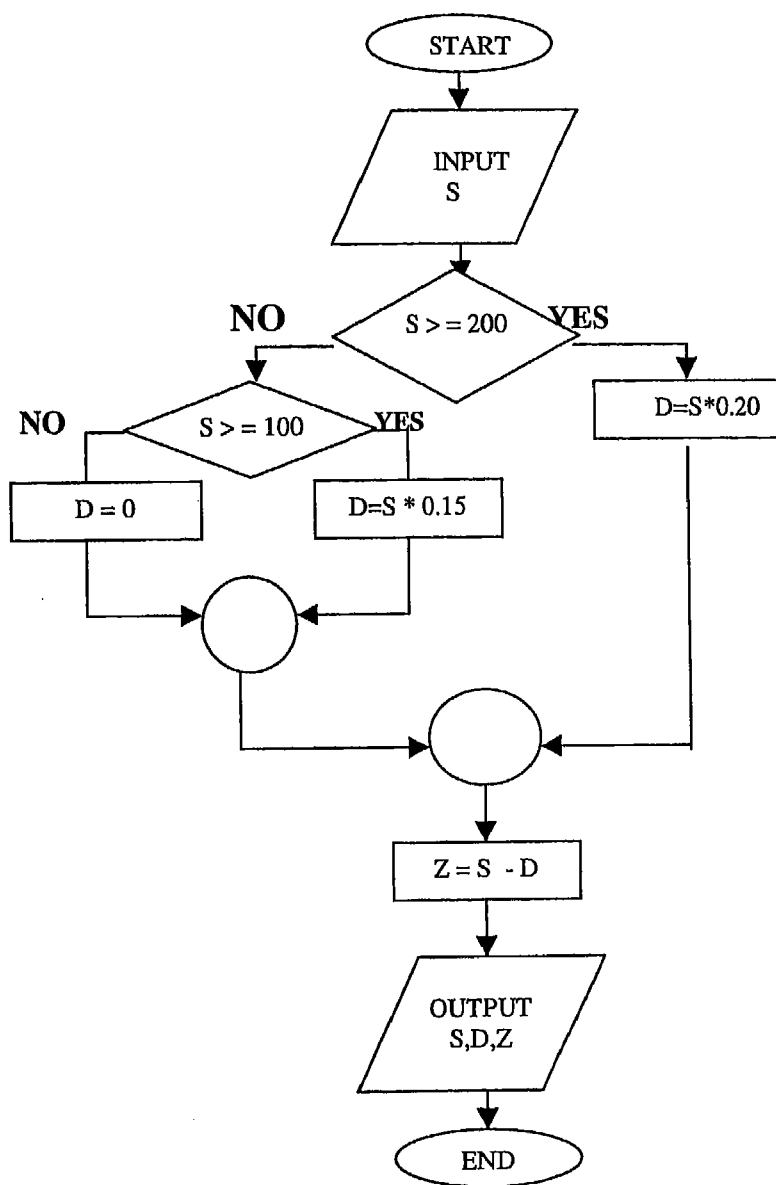 START
INPUT
S
S > = 200
NO
YES
D=S*0.20
S > = 100
NO
YES
D = 0
D=S * 0.15
Z = S - D
OUTPUT
S,D,Z
END